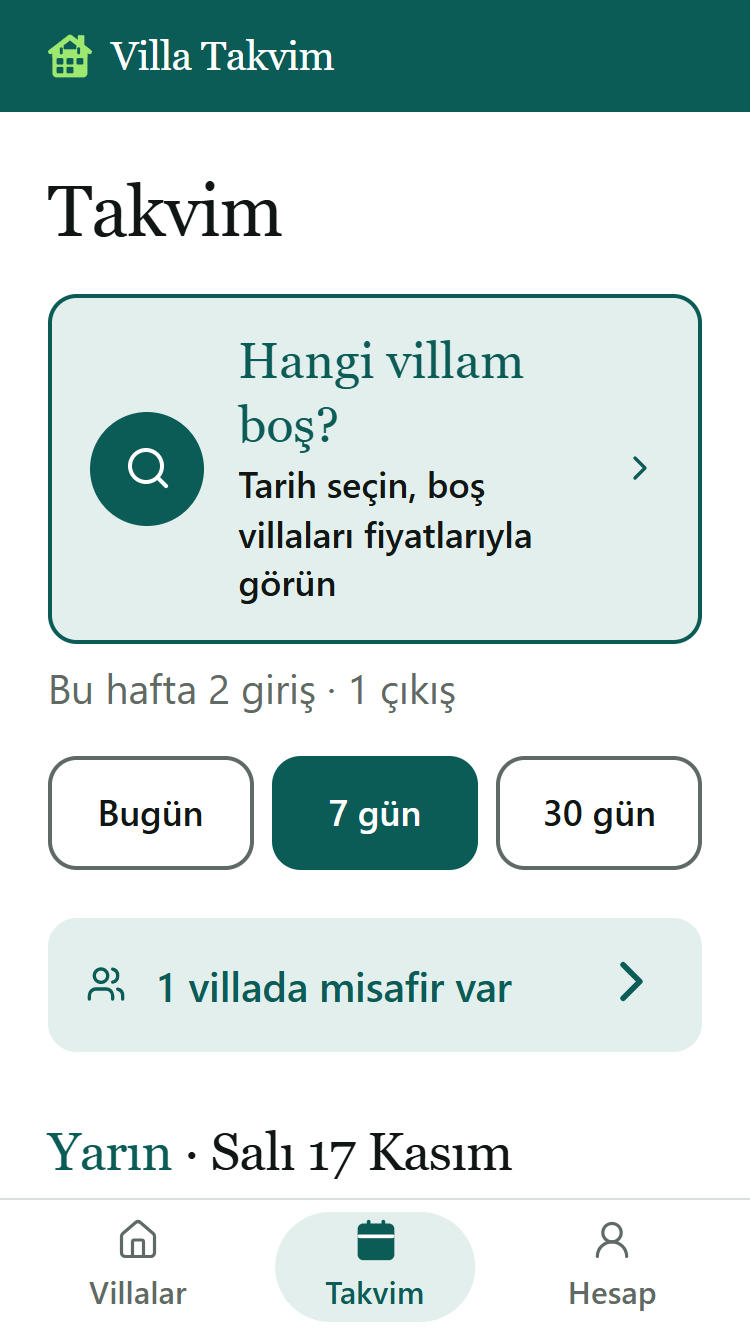 Villa Takvim
Takvim
Hangi villam
boş?
Tarih seçin, boş
villaları fiyatlarıyla
görün
Bu hafta 2 giriş · 1 çıkış
Bugün
7 gün
30 gün
1 villada misafir var
Yarın · Salı 17 Kasım
Villalar
Takvim
Hesap